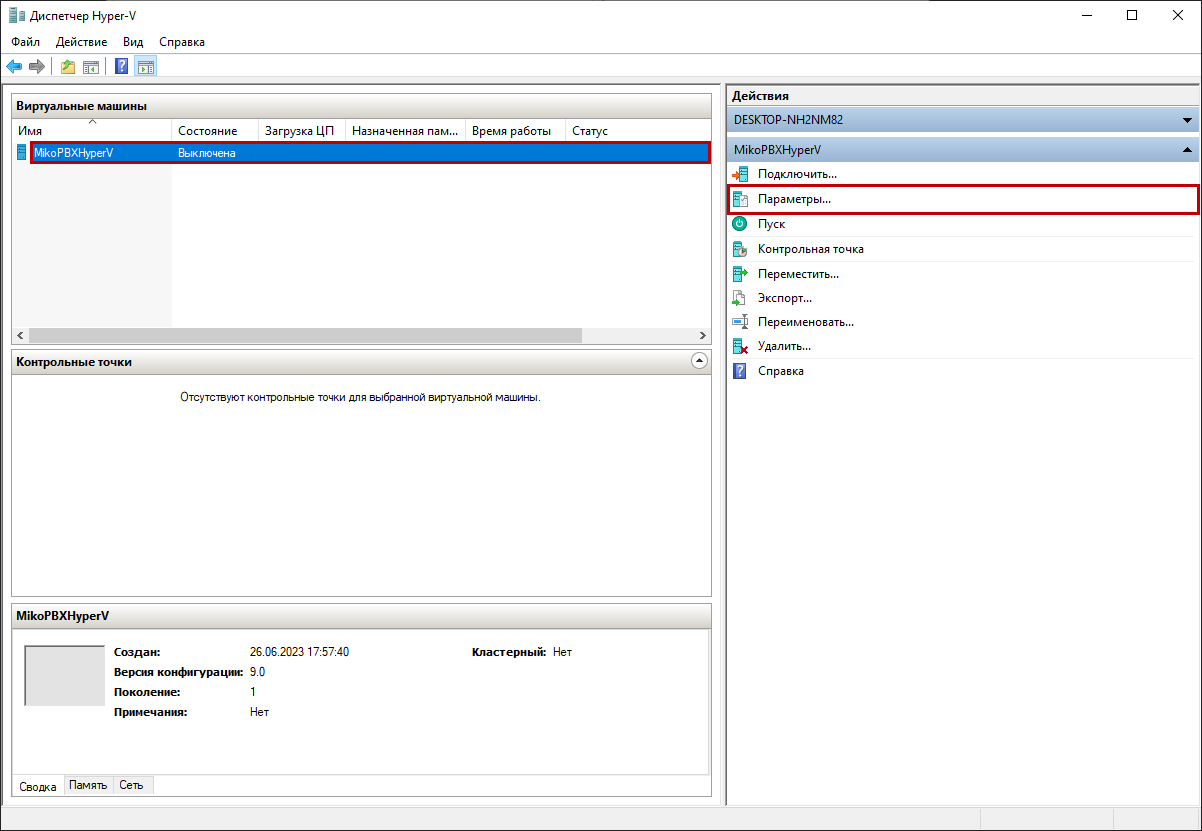 Диспетчер Hyper-V
Файл Действие Вид Справка
Виртуальные машины
Имя Состояние Загрузка ЦП Назначенная пам... Время работы Статус
MikoPBXHyperV Выключена
Контрольные точки
Отсутствуют контрольные точки для выбранной виртуальной машины.
MikoPBXHyperV
Создан: 26.06.2023 17:57:40 Кластерный: Нет
Версия конфигурации: 9.0
Поколение: 1
Примечания: Нет
Сводка Память Сеть
Действия
DESKTOP-NH2NM82
MikoPBXHyperV
Подключить...
Параметры...
Пуск
Контрольная точка
Переместить...
Экспорт...
Переименовать...
Удалить...
Справка